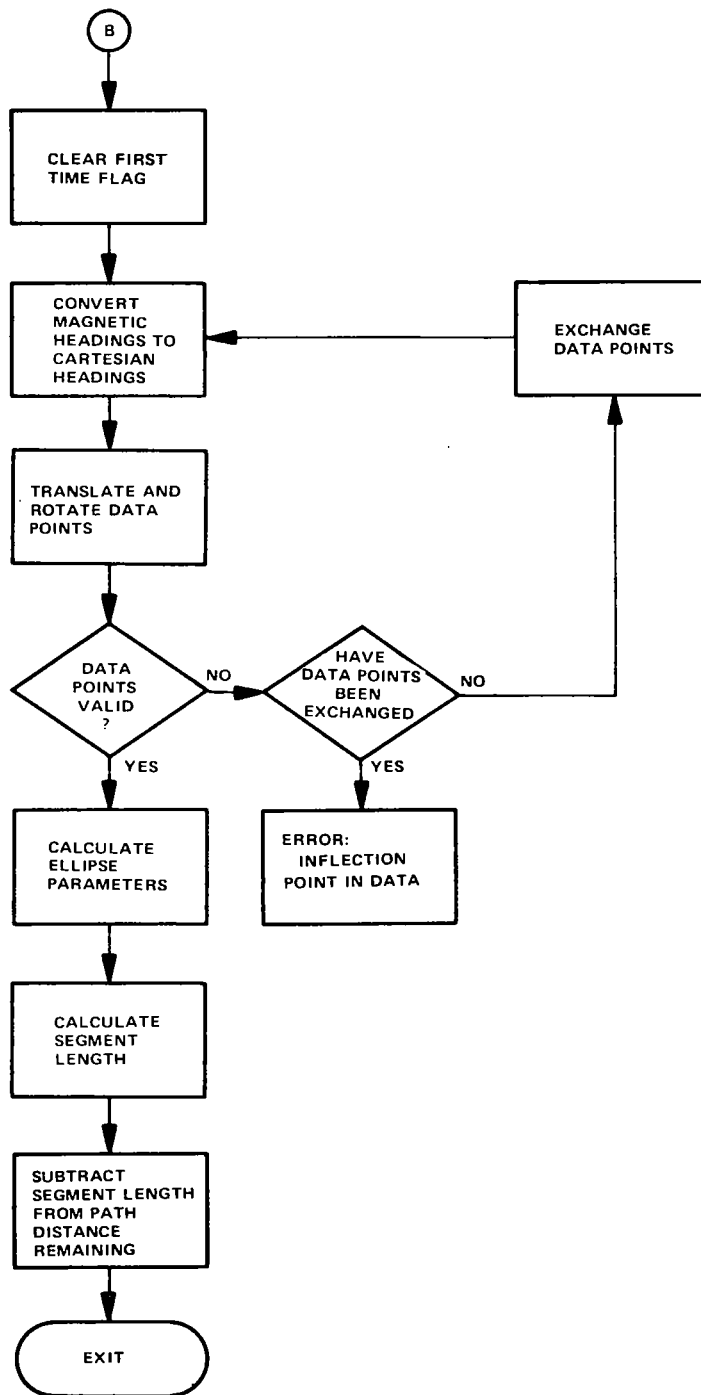 B
CLEAR FIRST
TIME FLAG
CONVERT
MAGNETIC
HEADINGS TO
CARTESIAN
HEADINGS
EXCHANGE
DATA POINTS
TRANSLATE AND
ROTATE DATA
POINTS
DATA
POINTS
VALID
?
NO
YES
HAVE
DATA POINTS
BEEN
EXCHANGED
NO
YES
ERROR:
INFLECTION
POINT IN DATA
CALCULATE
ELLIPSE
PARAMETERS
CALCULATE
SEGMENT
LENGTH
SUBTRACT
SEGMENT LENGTH
FROM PATH
DISTANCE
REMAINING
EXIT